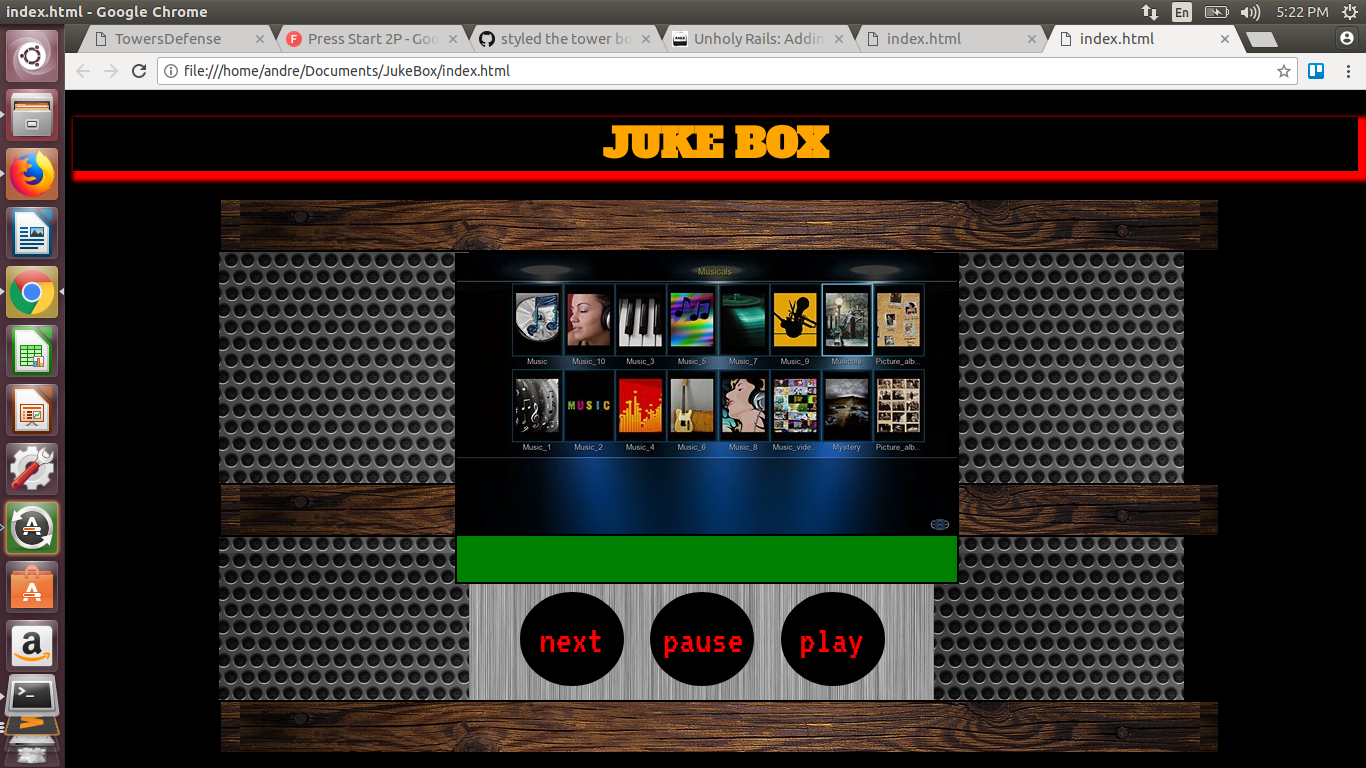 index.html - Google Chrome
En
5:22 PM
TowersDefense
Press Start 2P - Goo
styled the tower bo
Unholy Rails: Addin
index.html
index.html
file:///home/andre/Documents/JukeBox/index.html
JUKE BOX
Musicals
Music Music_10 Music_3 Music_5 Music_7 Music_9 Musicals Picture_alb...
MUSIC
Music_1 Music_2 Music_4 Music_6 Music_8 Music_vide... Mystery Picture_alb...
next pause play